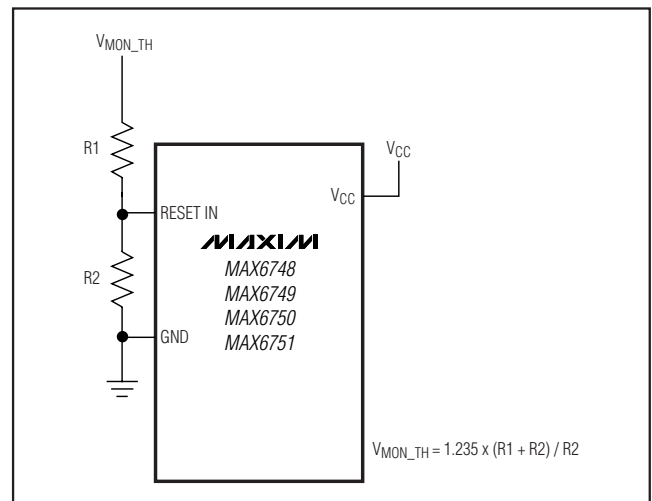 VMON_TH
R1
VCC
VCC
RESET IN
MAXIM
R2
MAX6748
MAX6749
MAX6750
MAX6751
GND
VMON_TH = 1.235 x (R1 + R2) / R2